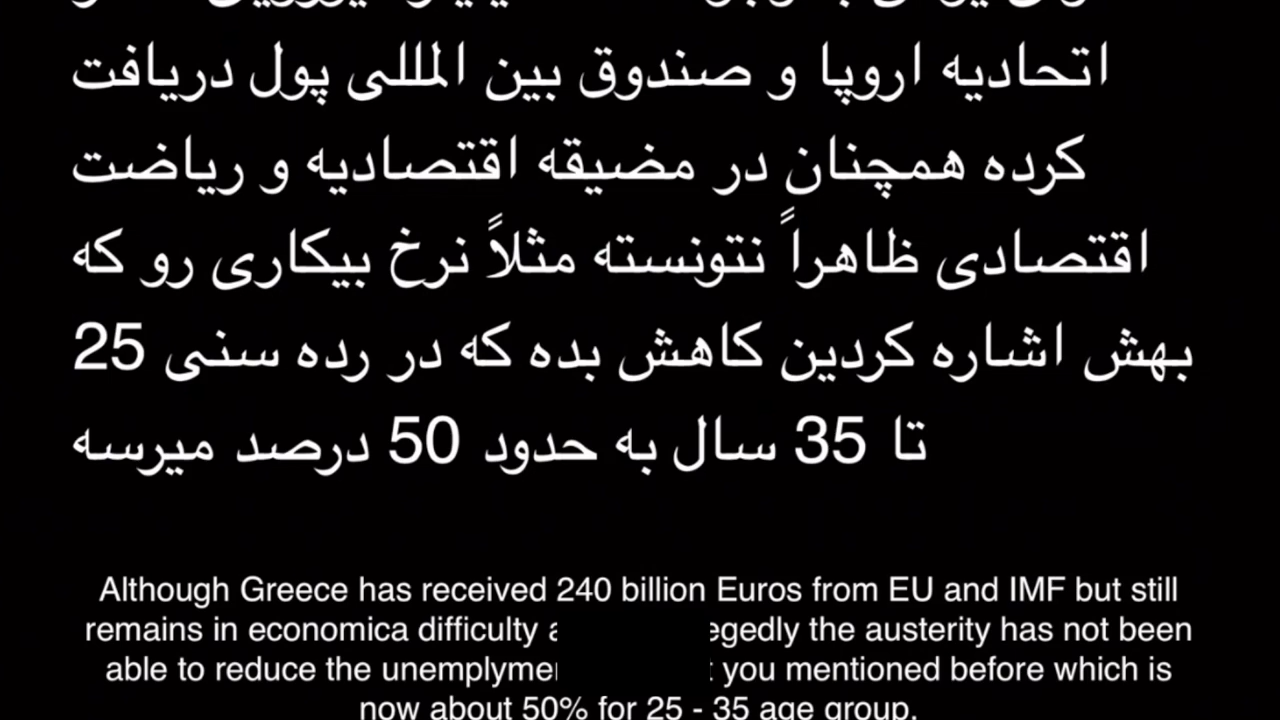 اتحادیه اروپا و صندوق بین المللی پول دریافت
کرده همچنان در مضیقه اقتصادیه و ریاضت
اقتصادی ظاهراً نتونسته مثلاً نرخ بیکاری رو که
بهش اشاره کردین کاهش بده که در رده سنی 25
تا 35 سال به حدود 50 درصد میرسه
Although Greece has received 240 billion Euros from EU and IMF but still
remains in economica difficulty the austerity has not been
able to reduce the you mentioned before which is
now about 50% for 25 - 35 age group.